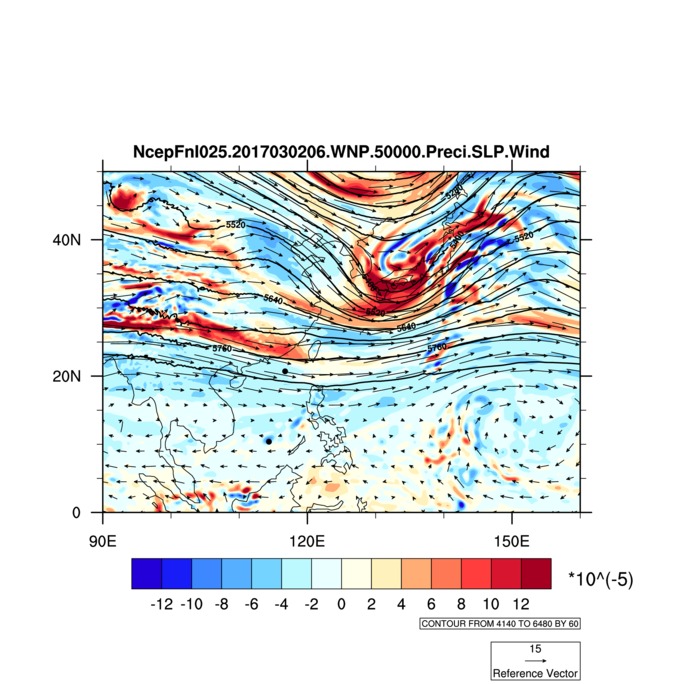 NcepFnl025.2017030206.WNP.50000.Preci.SLP.Wind
5520
5520
40N
5640
5520
5640
5760
5760
20N
0
90E 120E 150E
*10^(-5)
-12 -10 -8 -6 -4 -2 0 2 4 6 8 10 12
CONTOUR FROM 4140 TO 6480 BY 60
15
Reference Vector